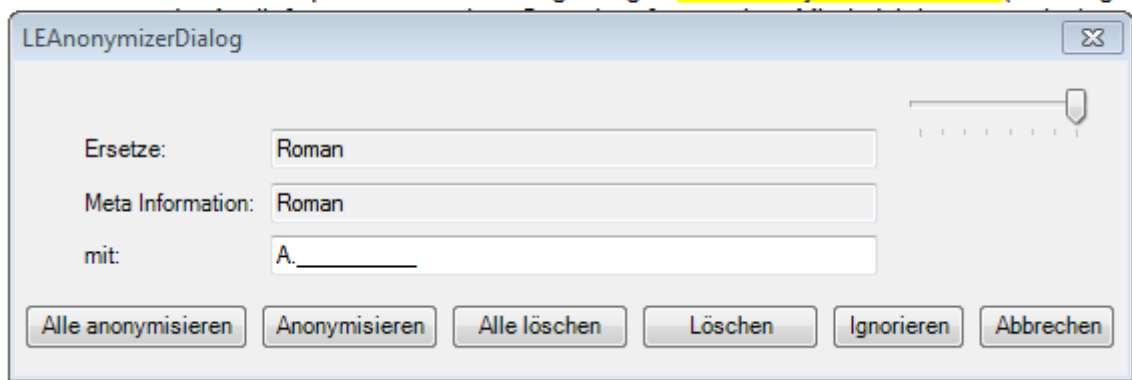 LEAnonymizerDialog
Ersetze: Roman
Meta Information: Roman
mit: A.__________
Alle anonymisieren Anonymisieren Alle löschen Löschen Ignorieren Abbrechen